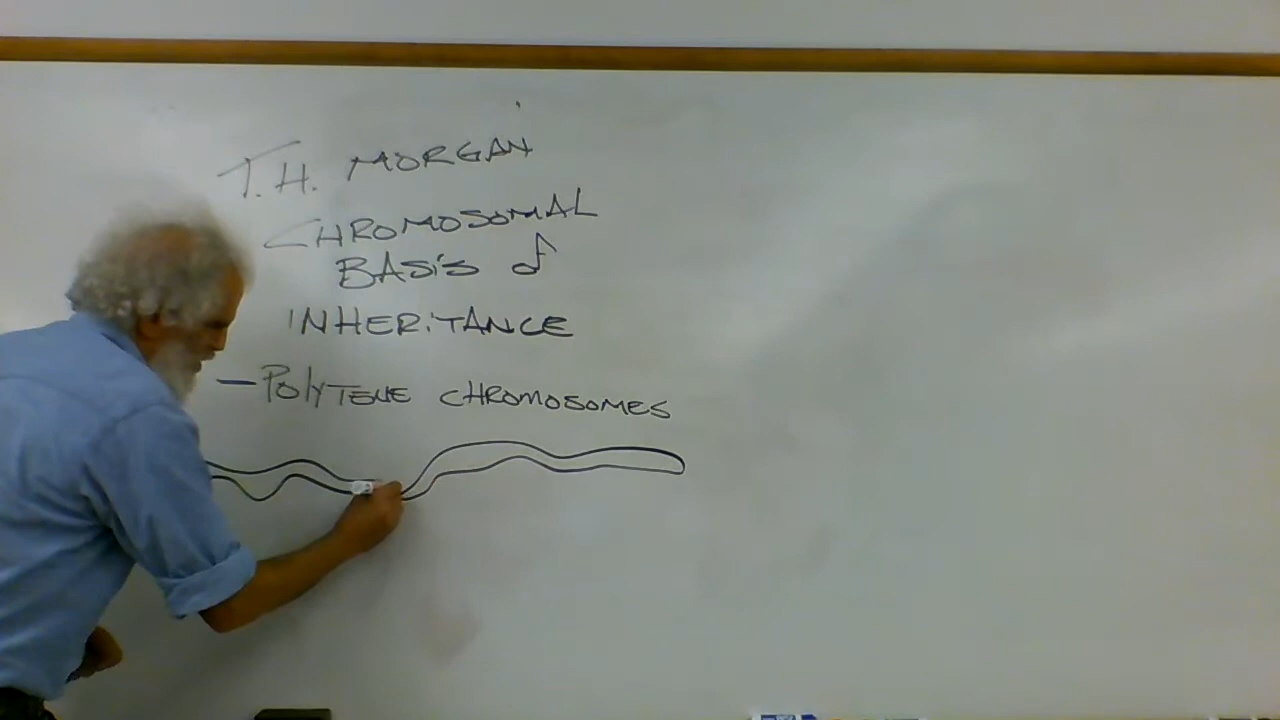 T.H. MORGAN
CHROMOSOMAL
BASIS of
INHERITANCE
- POLYTENE CHROMOSOMES